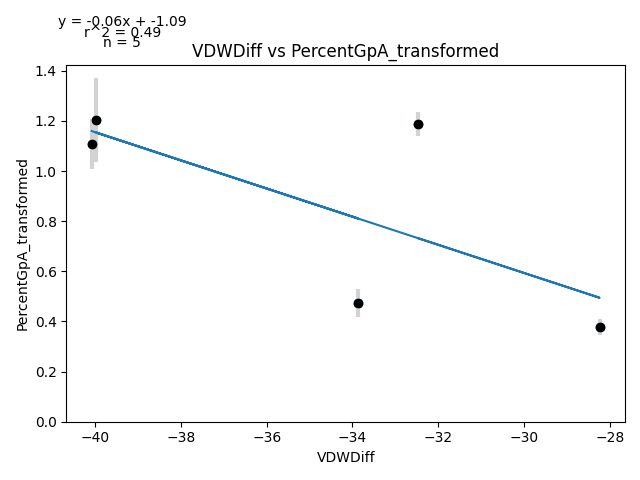 y = -0.06x + -1.09
r^2 = 0.49
n = 5
VDWDiff vs PercentGpA_transformed
PercentGpA_transformed
1.4
1.2
1.0
0.8
0.6
0.4
0.2
0.0
−40 −38 −36 −34 −32 −30 −28
VDWDiff